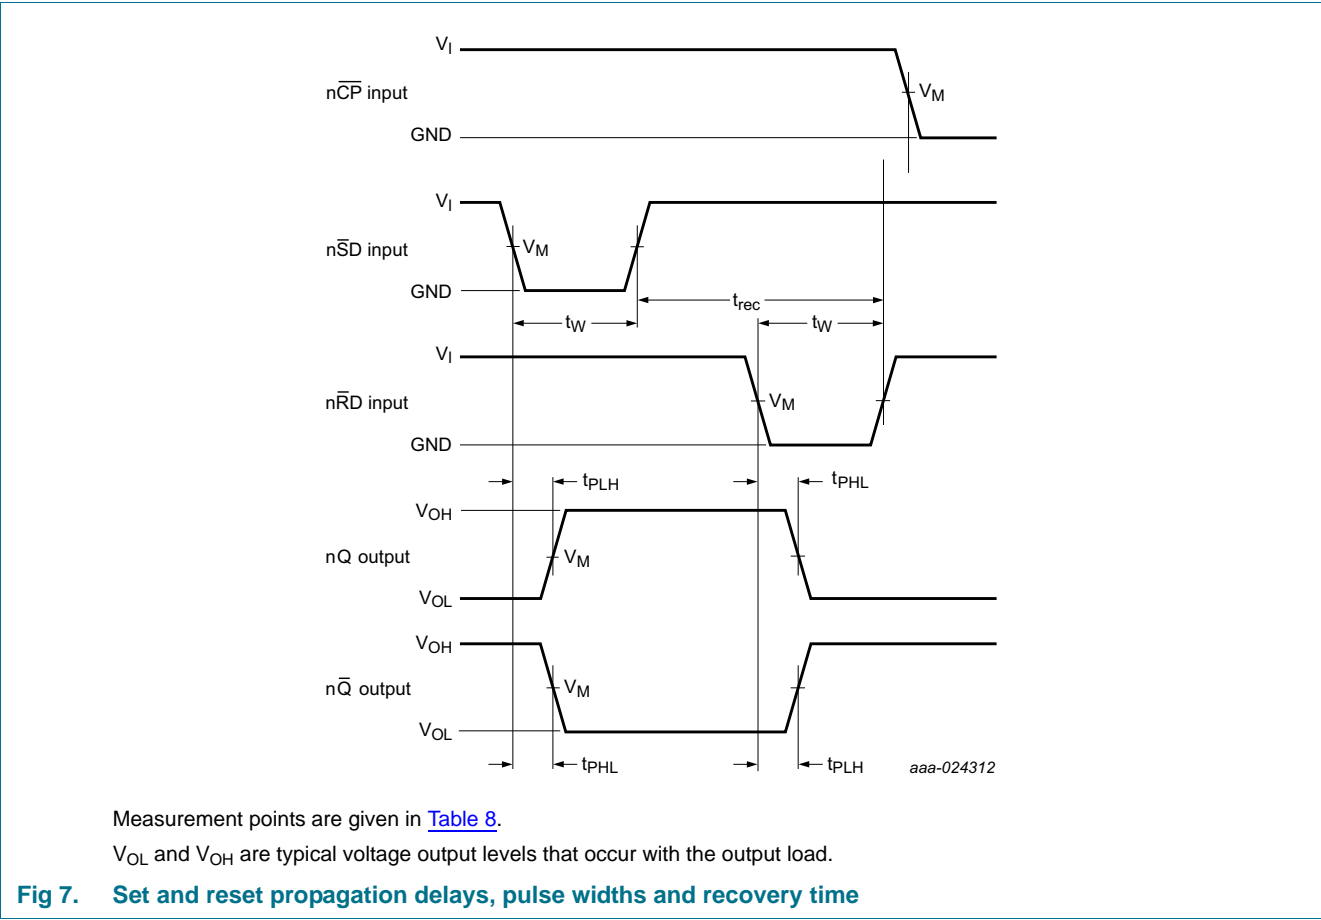 VI
nC̅P̅ input
VM
GND
VI
nS̅D input
VM
GND
trec
tW
tW
VI
nR̅D input
VM
GND
tPLH
tPHL
VOH
nQ output
VM
VOL
VOH
nQ̅ output
VM
VOL
tPHL
tPLH
aaa-024312
Measurement points are given in Table 8.
VOL and VOH are typical voltage output levels that occur with the output load.
Fig 7. Set and reset propagation delays, pulse widths and recovery time